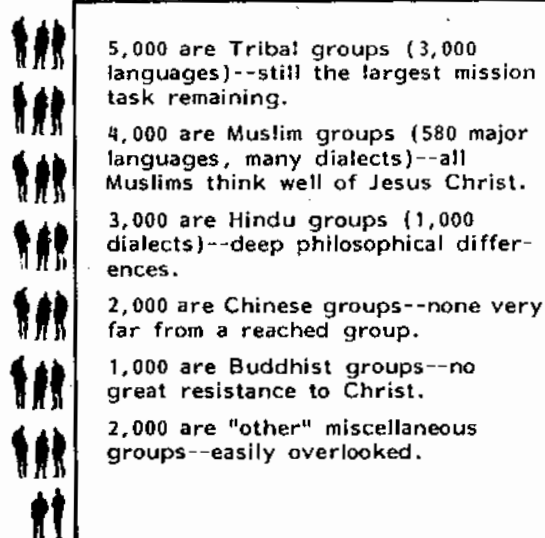 5,000 are Tribal groups (3,000
languages)--still the largest mission
task remaining.
4,000 are Muslim groups (580 major
languages, many dialects)--all
Muslims think well of Jesus Christ.
3,000 are Hindu groups (1,000
dialects)--deep philosophical differ-
ences.
2,000 are Chinese groups--none very
far from a reached group.
1,000 are Buddhist groups--no
great resistance to Christ.
2,000 are "other" miscellaneous
groups--easily overlooked.